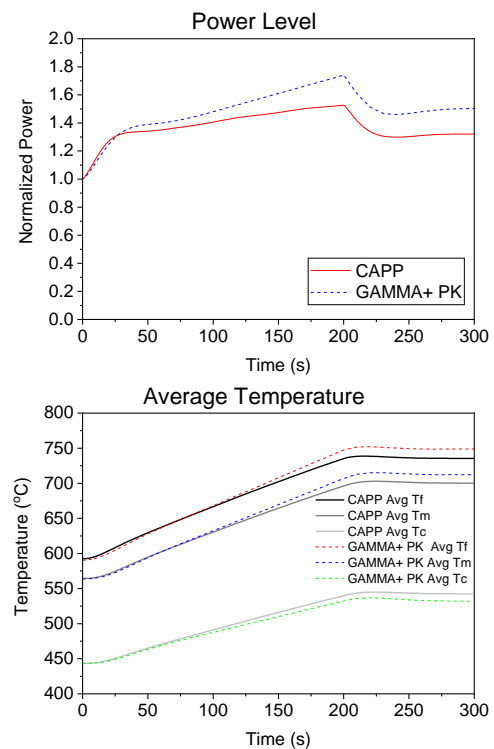 Power Level
2.0
1.8
1.6
1.4
1.2
1.0
0.8
0.6
0.4
0.2
0.0
Normalized Power
CAPP
GAMMA+ PK
0 50 100 150 200 250 300
Time (s)
Average Temperature
800
750
700
650
600
550
500
450
400
Temperature (ºC)
CAPP Avg Tf
CAPP Avg Tm
CAPP Avg Tc
GAMMA+ PK Avg Tf
GAMMA+ PK Avg Tm
GAMMA+ PK Avg Tc
0 50 100 150 200 250 300
Time (s)